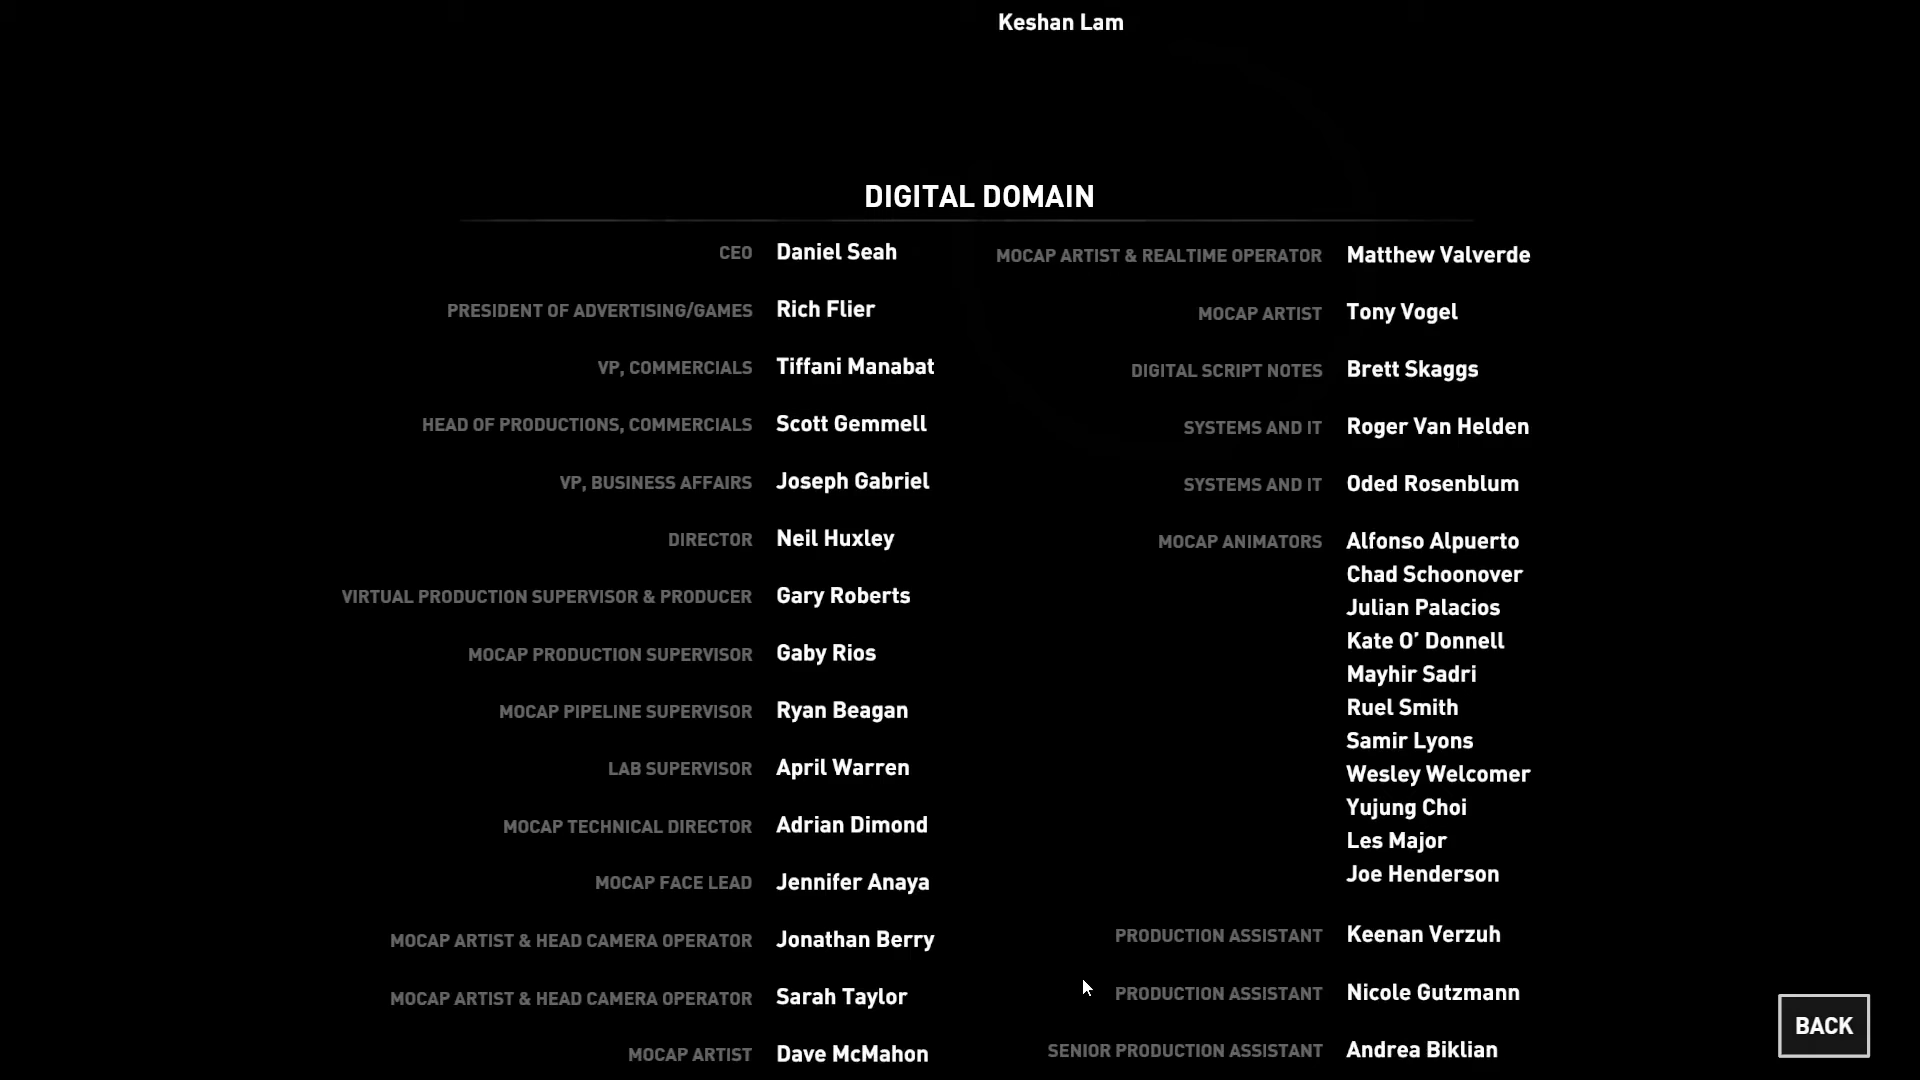 Keshan Lam
DIGITAL DOMAIN
CEO Daniel Seah
PRESIDENT OF ADVERTISING/GAMES Rich Flier
VP, COMMERCIALS Tiffani Manabat
HEAD OF PRODUCTIONS, COMMERCIALS Scott Gemmell
VP, BUSINESS AFFAIRS Joseph Gabriel
DIRECTOR Neil Huxley
VIRTUAL PRODUCTION SUPERVISOR & PRODUCER Gary Roberts
MOCAP PRODUCTION SUPERVISOR Gaby Rios
MOCAP PIPELINE SUPERVISOR Ryan Beagan
LAB SUPERVISOR April Warren
MOCAP TECHNICAL DIRECTOR Adrian Dimond
MOCAP FACE LEAD Jennifer Anaya
MOCAP ARTIST & HEAD CAMERA OPERATOR Jonathan Berry
MOCAP ARTIST & HEAD CAMERA OPERATOR Sarah Taylor
MOCAP ARTIST Dave McMahon
MOCAP ARTIST & REALTIME OPERATOR Matthew Valverde
MOCAP ARTIST Tony Vogel
DIGITAL SCRIPT NOTES Brett Skaggs
SYSTEMS AND IT Roger Van Helden
SYSTEMS AND IT Oded Rosenblum
MOCAP ANIMATORS Alfonso Alpuerto
Chad Schoonover
Julian Palacios
Kate O’ Donnell
Mayhir Sadri
Ruel Smith
Samir Lyons
Wesley Welcomer
Yujung Choi
Les Major
Joe Henderson
PRODUCTION ASSISTANT Keenan Verzuh
PRODUCTION ASSISTANT Nicole Gutzmann
SENIOR PRODUCTION ASSISTANT Andrea Biklian
BACK